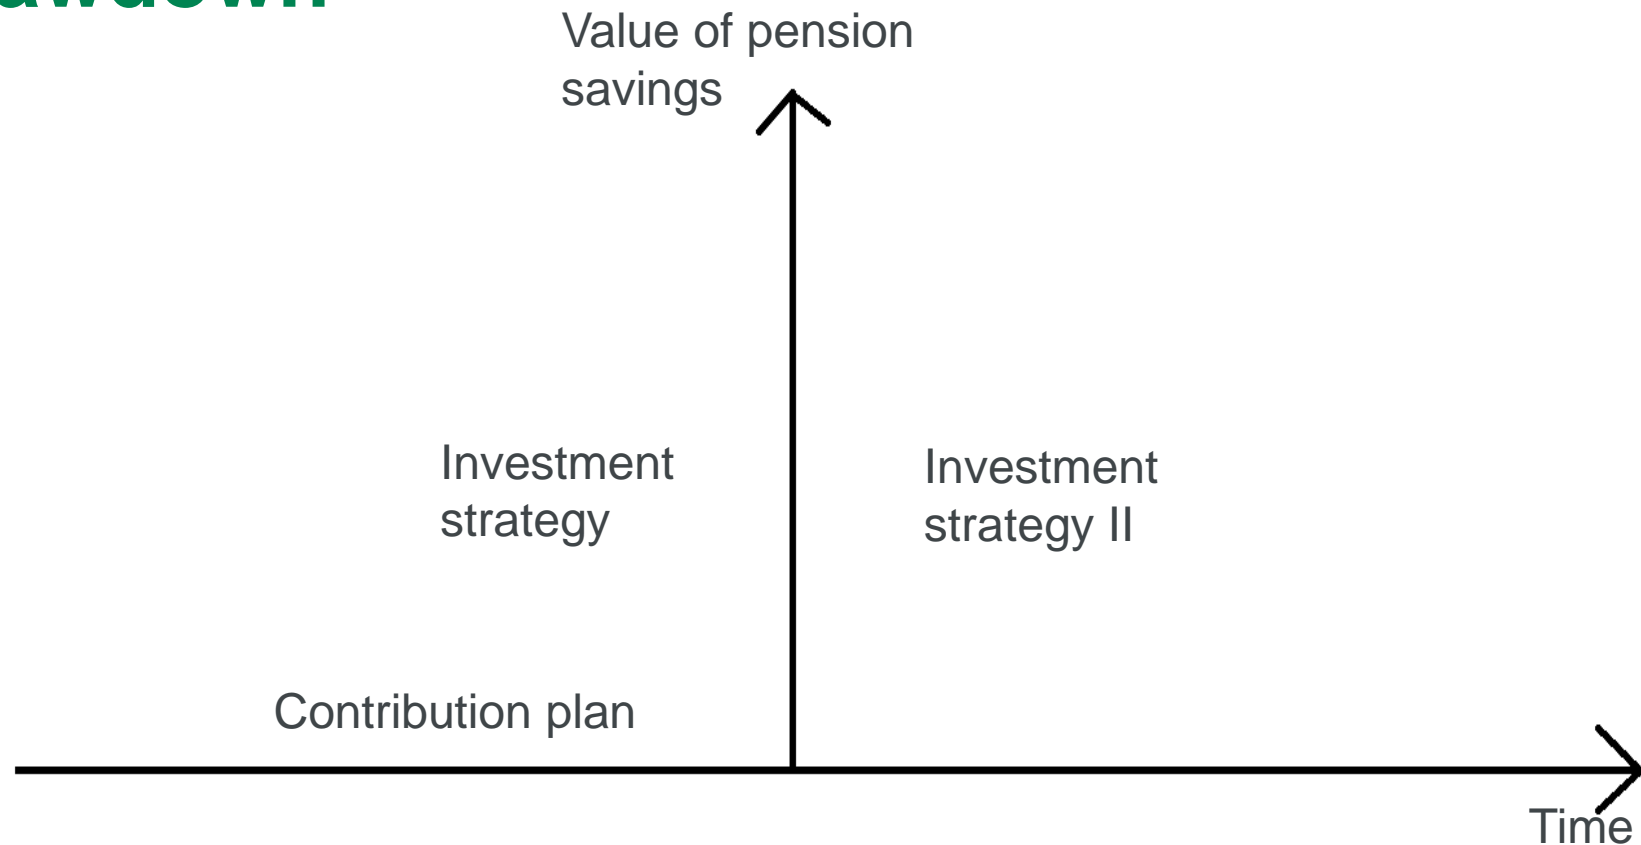 Value of pension
savings
Investment
strategy
Investment
strategy II
Contribution plan
Time